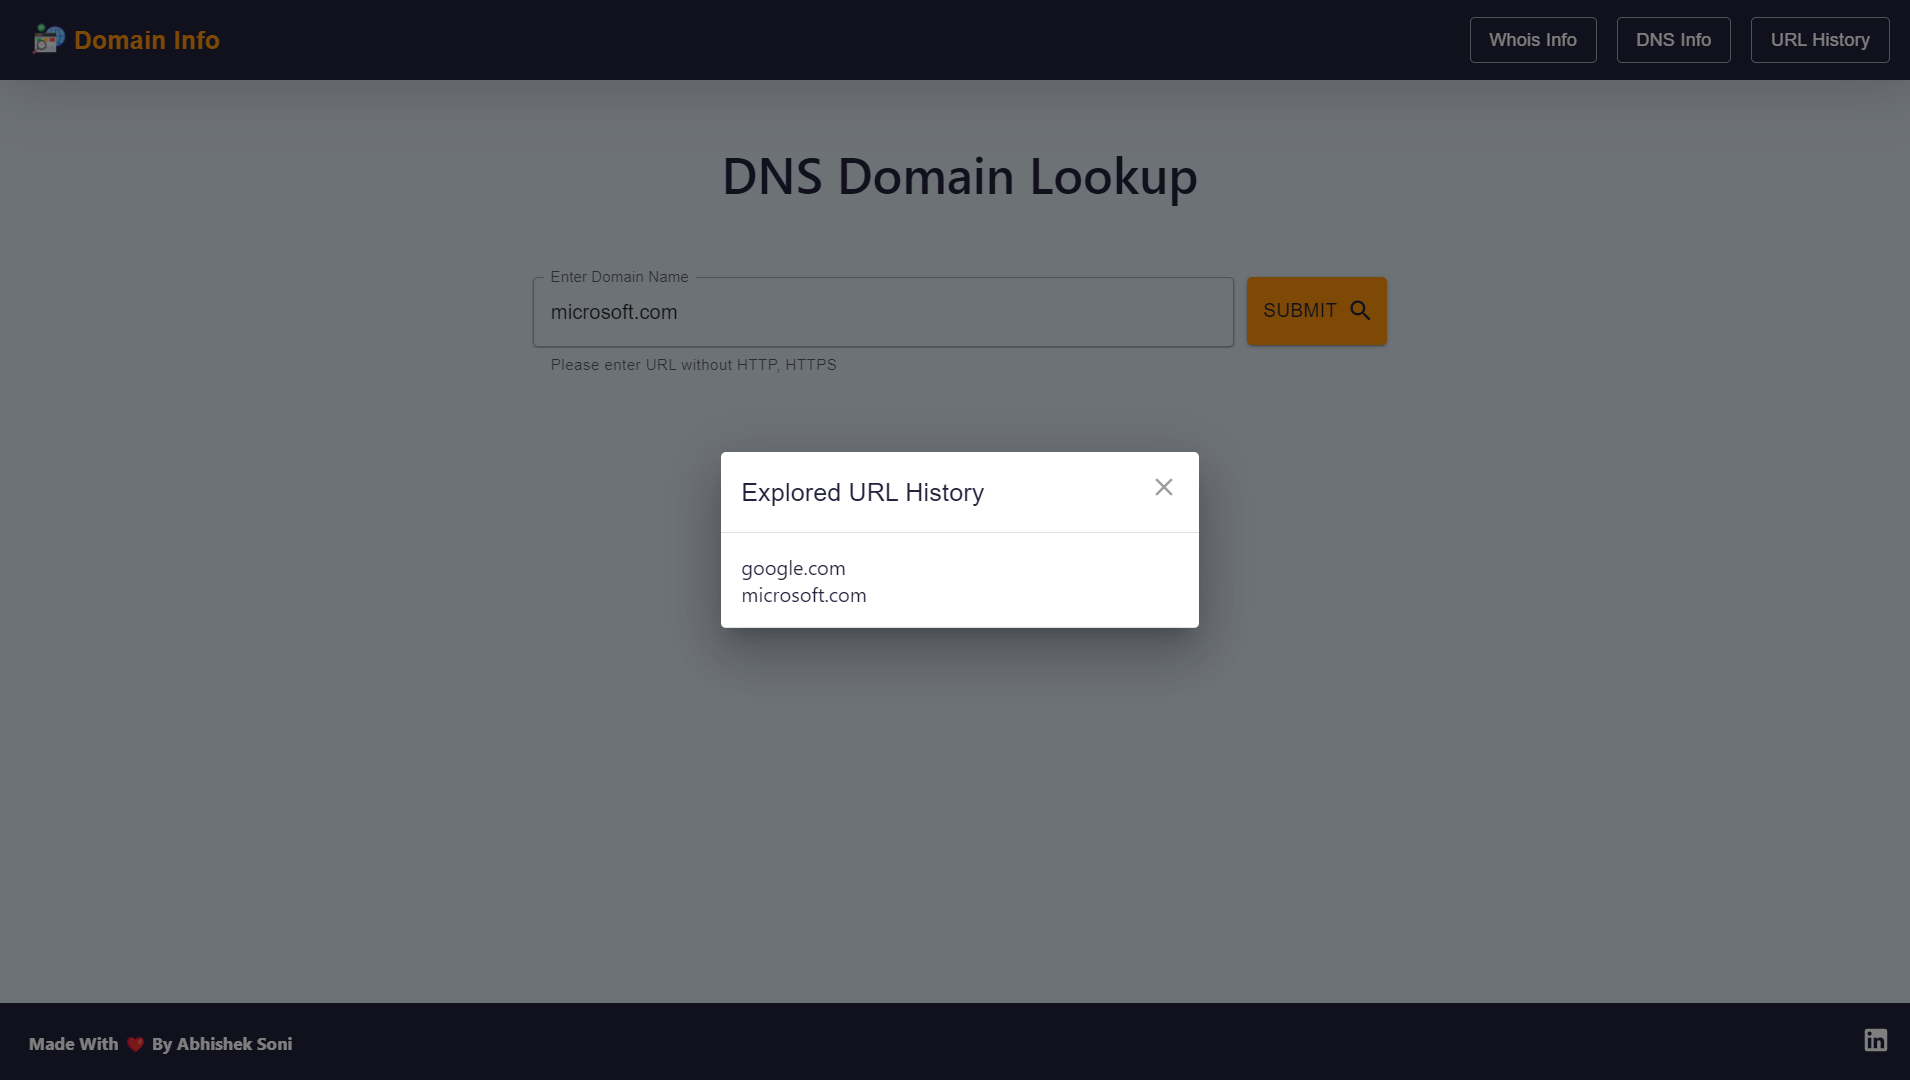 Domain Info
Whois Info
DNS Info
URL History
DNS Domain Lookup
Enter Domain Name
microsoft.com
SUBMIT
Please enter URL without HTTP, HTTPS
Explored URL History
google.com
microsoft.com
Made With ❤️ By Abhishek Soni
in